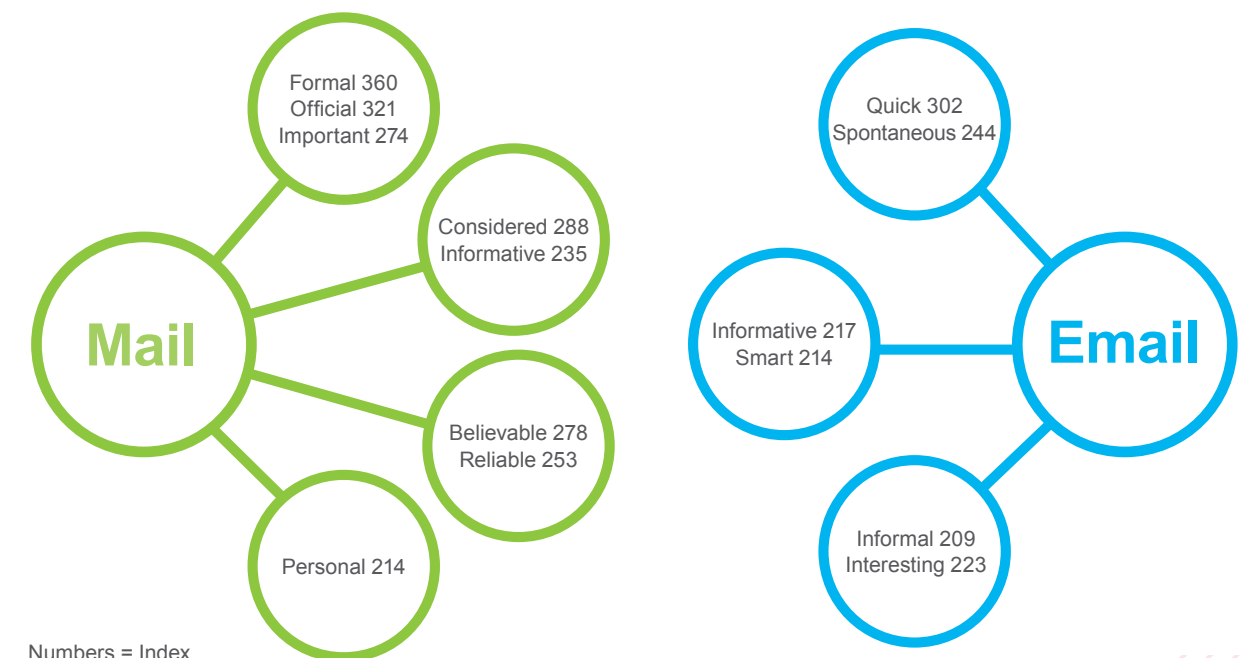 Formal 360
Official 321
Important 274
Considered 288
Informative 235
Mail
Believable 278
Reliable 253
Personal 214
Numbers = Index
Quick 302
Spontaneous 244
Informative 217
Smart 214
Email
Informal 209
Interesting 223